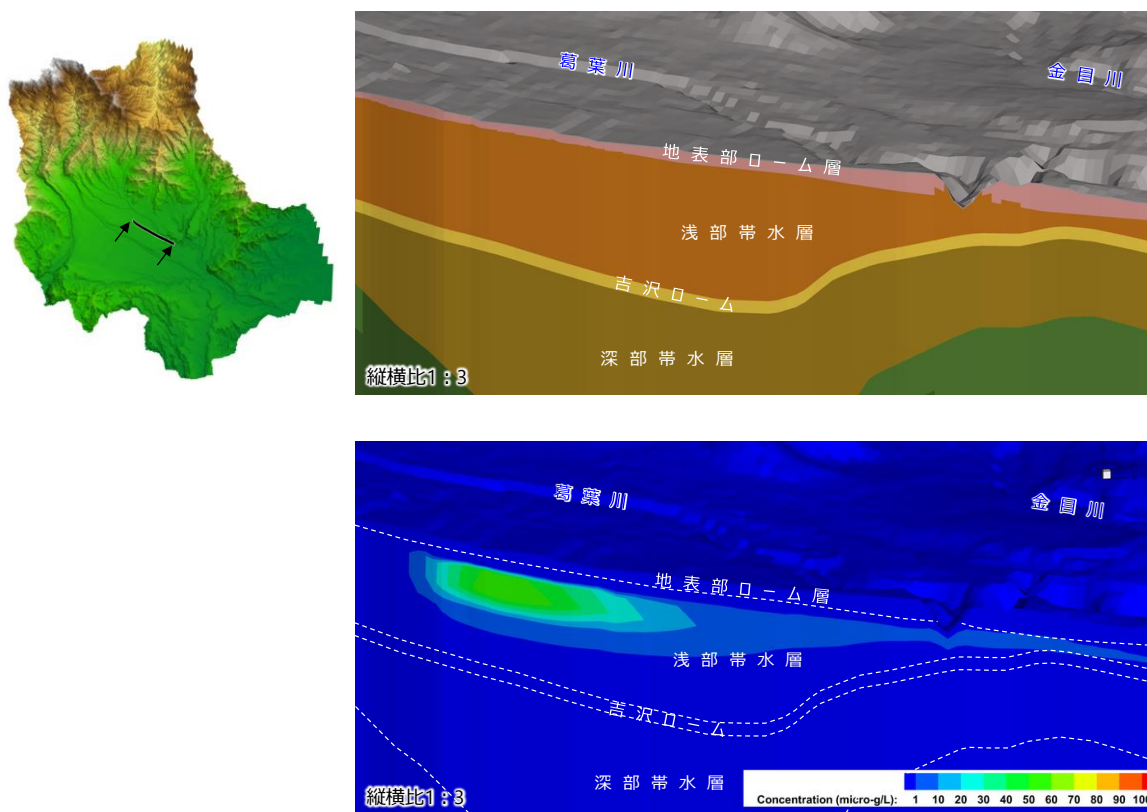 葛葉川
金目川
地表部ローム層
浅部帯水層
吉沢ローム
深部帯水層
縦横比1:3
葛葉川
金目川
地表部ローム層
浅部帯水層
吉沢ローム
深部帯水層
縦横比1:3
Concentration (micro-g/L): 1 10 20 30 40 50 60 70 80 90